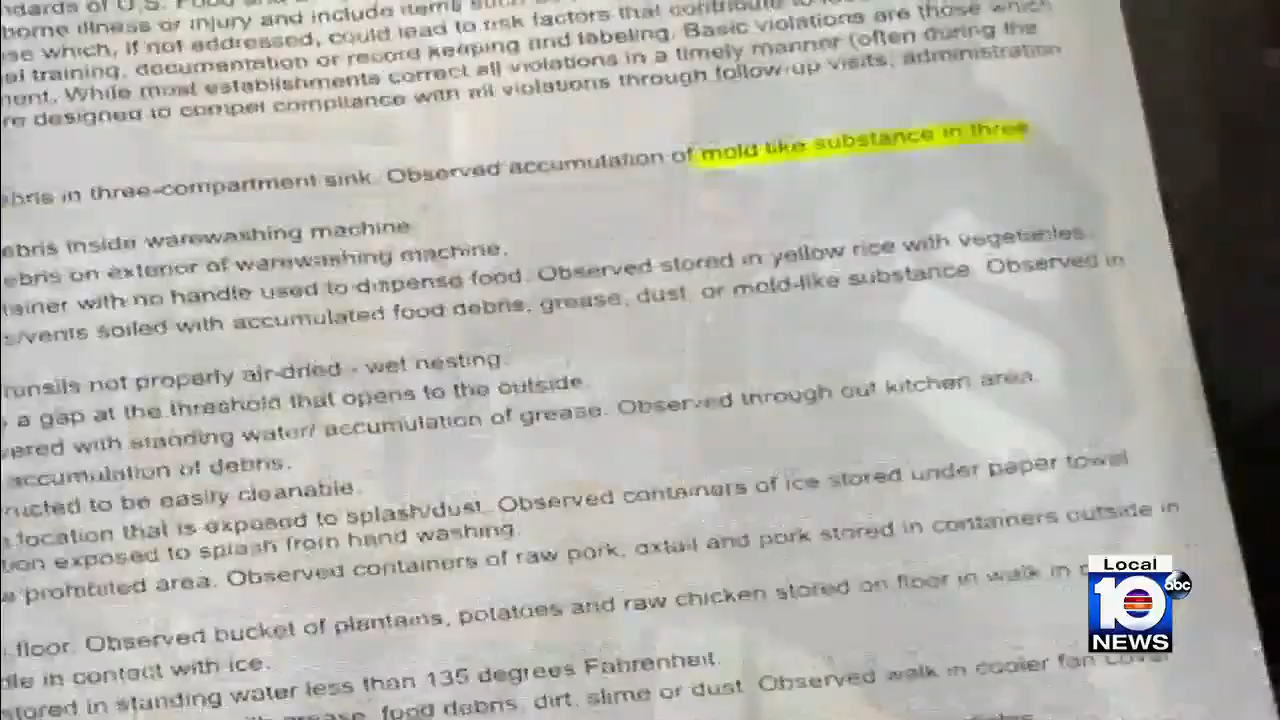 ndards of U.S. Food and
borne illness or injury and include items such
se which, if not addressed, could lead to risk factors that contribute to
al training, documentation or record keeping and labeling. Basic violations are those which
ment. While most establishments correct all violations in a timely manner (often during the
re designed to compel compliance with all violations through follow-up visits, administration
ebris in three-compartment sink. Observed accumulation of mold like substance in three
ebris inside warewashing machine
ebris on exterior of warewashing machine.
tainer with no handle used to dispense food. Observed stored in yellow rice with vegetables.
s/vents soiled with accumulated food debris, grease, dust, or mold-like substance. Observed in
not properly air-dried - wet nesting.
a gap at the threshold that opens to the outside.
vered with standing water/ accumulation of grease. Observed through out kitchen area.
accumulation of debris.
ructed to be easily cleanable.
location that is exposed to splash/dust. Observed containers of ice stored under paper towel
ion exposed to splash from hand washing.
prohibited area. Observed containers of raw pork, oxtail and pork stored in containers outside in
floor. Observed bucket of plantains, potatoes and raw chicken stored on floor in walk in
dle in contact with ice.
stored in standing water less than 135 degrees Fahrenheit.
grease, food debris, dirt, slime or dust. Observed walk in cooler fan cover
Local
10
abc
NEWS